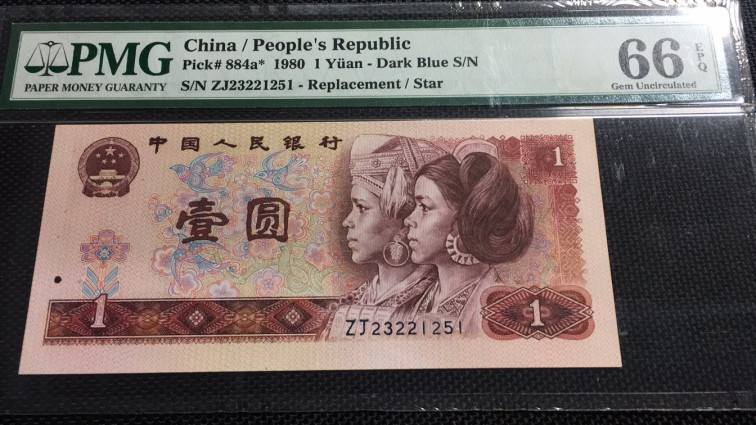 PMG
PAPER MONEY GUARANTY
China / People's Republic
Pick# 884a* 1980 1 Yüan - Dark Blue S/N
S/N ZJ23221251 - Replacement / Star
66 EPQ
Gem Uncirculated
中国人民银行
1
壹圆
1
ZJ23221251
1